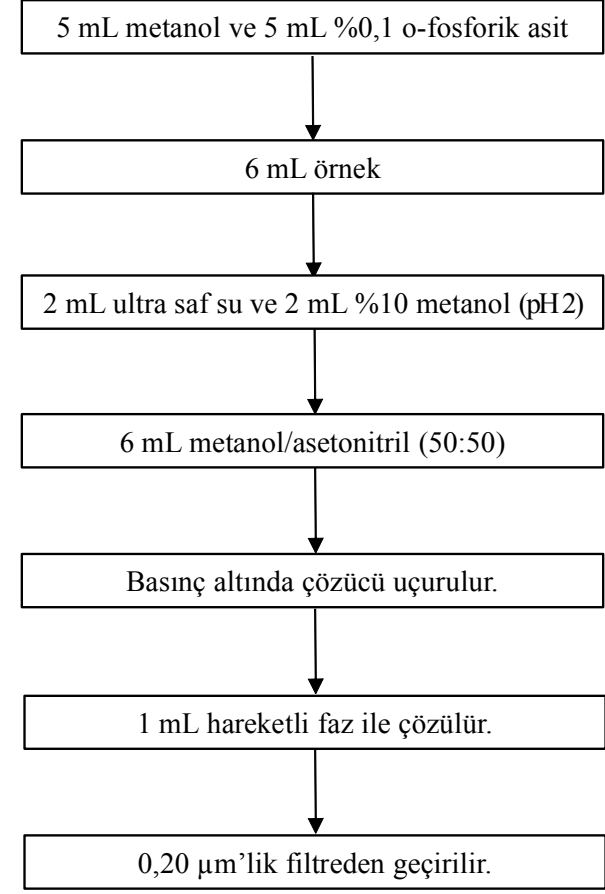 5 mL metanol ve 5 mL %0,1 o-fosforik asit
6 mL örnek
2 mL ultra saf su ve 2 mL %10 metanol (pH2)
6 mL metanol/asetonitril (50:50)
Basınç altında çözücü uçurulur.
1 mL hareketli faz ile çözülür.
0,20 µm’lik filtreden geçirilir.